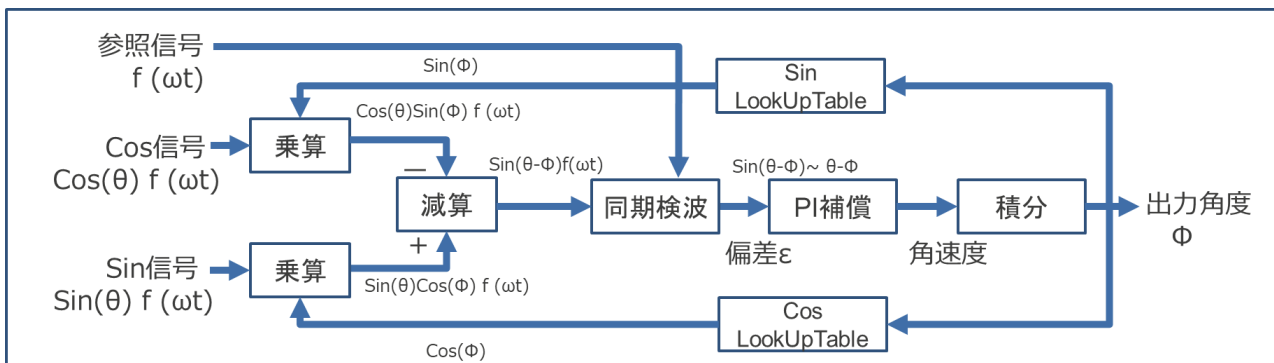 参照信号
f (ωt)
Sin(Φ)
Sin
LookUpTable
Cos(θ)Sin(Φ) f (ωt)
Cos信号
Cos(θ) f (ωt)
乗算
−
Sin(θ-Φ)f(ωt)
Sin(θ-Φ)~ θ-Φ
減算
同期検波
PI補償
積分
出力角度
Φ
+
偏差ε
角速度
Sin信号
Sin(θ) f (ωt)
乗算
Sin(θ)Cos(Φ) f (ωt)
Cos
LookUpTable
Cos(Φ)